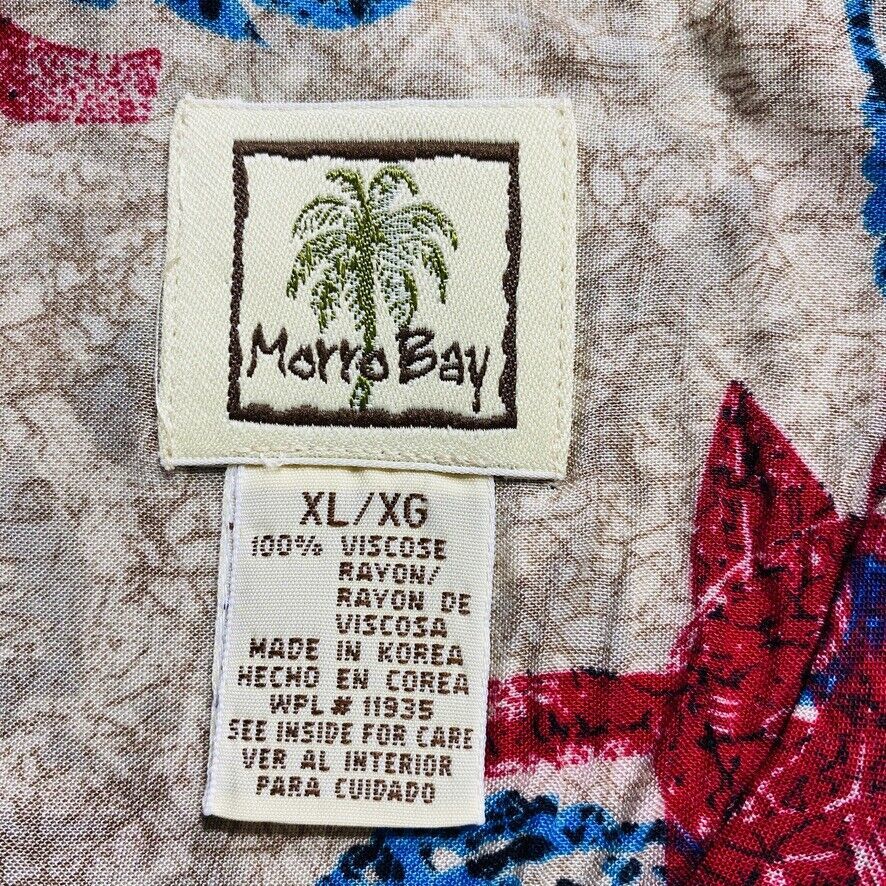 Morro Bay
XL/XG
100% VISCOSE
RAYON/
RAYON DE
VISCOSA
MADE IN KOREA
HECHO EN COREA
WPL# 11935
SEE INSIDE FOR CARE
VER AL INTERIOR
PARA CUIDADO